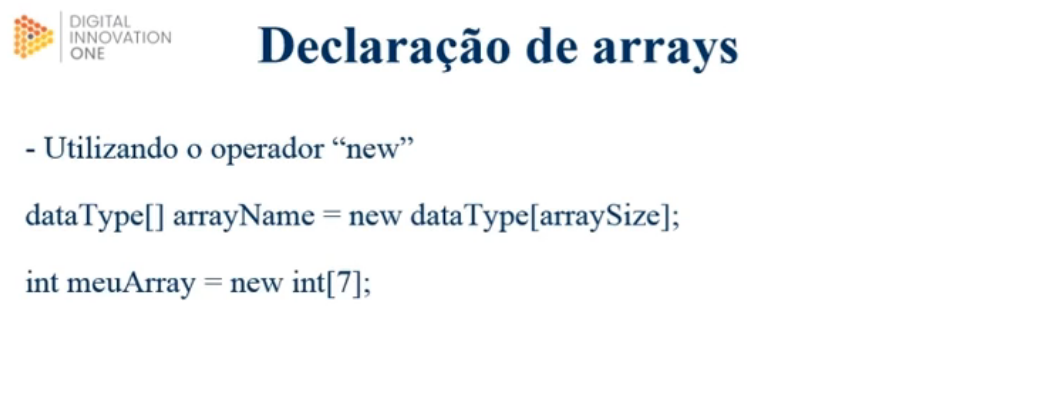 DIGITAL
INNOVATION
ONE
Declaração de arrays
- Utilizando o operador “new”
dataType[] arrayName = new dataType[arraySize];
int meuArray = new int[7];